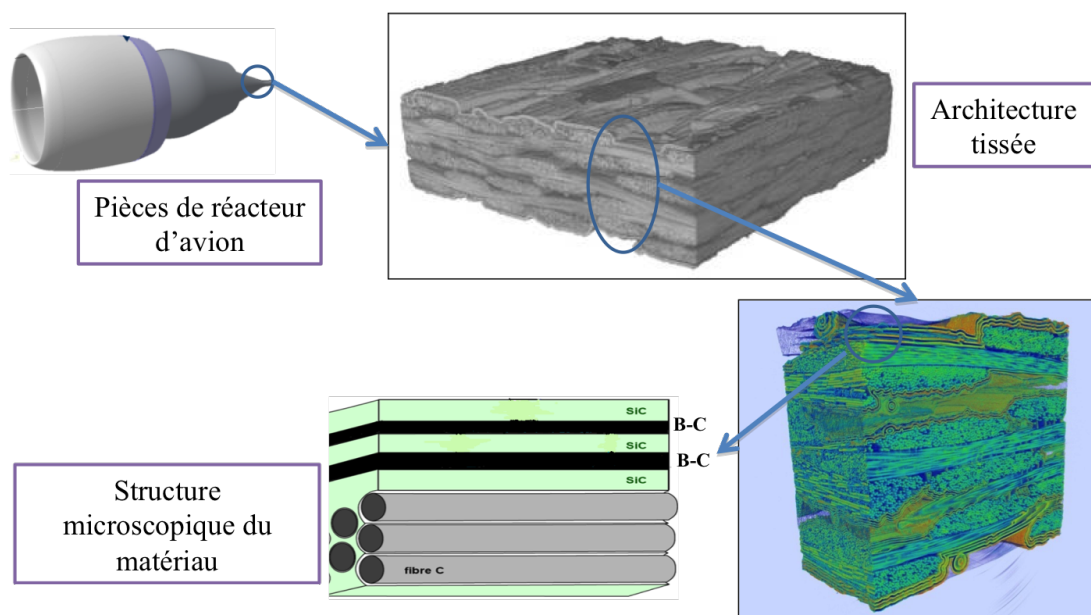 Pièces de réacteur
d'avion
Architecture
tissée
SiC
B-C
SiC
B-C
SiC
fibre C
Structure
microscopique du
matériau